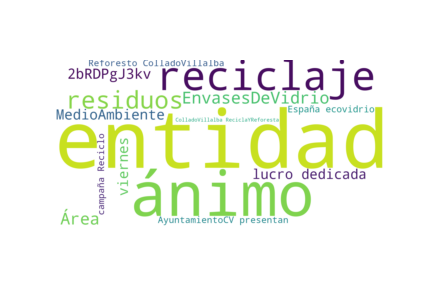 Reforesto ColladoVillalba
2bRDPgJ3kv
reciclaje
residuos
EnvasesDeVidrio
MedioAmbiente
España ecovidrio
ColladoVillalba ReciclaYReforesta
entidad
campaña Reciclo
viernes
ánimo
lucro dedicada
Área
AyuntamientoCV presentan